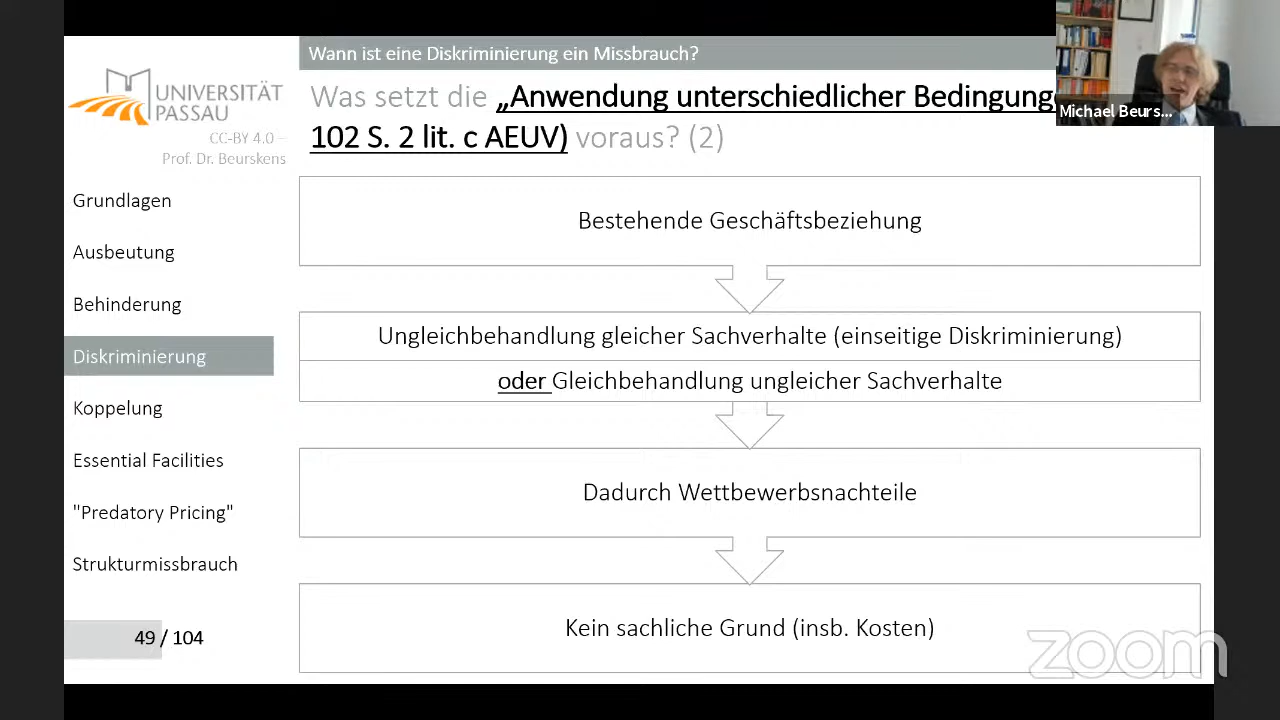 Wann ist eine Diskriminierung ein Missbrauch?
UNIVERSITÄT
PASSAU
CC-BY 4.0 –
Prof. Dr. Beurskens
Was setzt die „Anwendung unterschiedlicher Bedingung
102 S. 2 lit. c AEUV) voraus? (2)
Michael Beurs...
Grundlagen
Ausbeutung
Behinderung
Diskriminierung
Koppelung
Essential Facilities
"Predatory Pricing"
Strukturmissbrauch
49 / 104
Bestehende Geschäftsbeziehung
Ungleichbehandlung gleicher Sachverhalte (einseitige Diskriminierung)
oder Gleichbehandlung ungleicher Sachverhalte
Dadurch Wettbewerbsnachteile
Kein sachliche Grund (insb. Kosten)
zoom